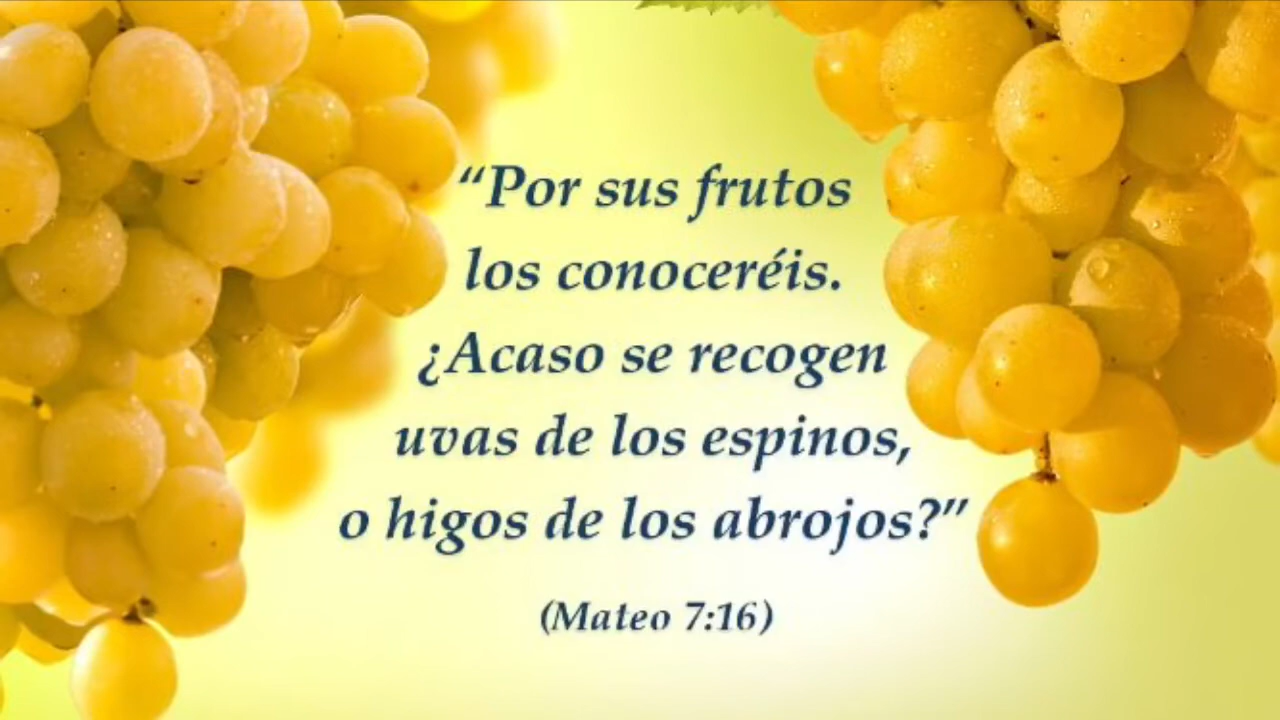 “Por sus frutos
los conoceréis.
¿Acaso se recogen
uvas de los espinos,
o higos de los abrojos?”
(Mateo 7:16)